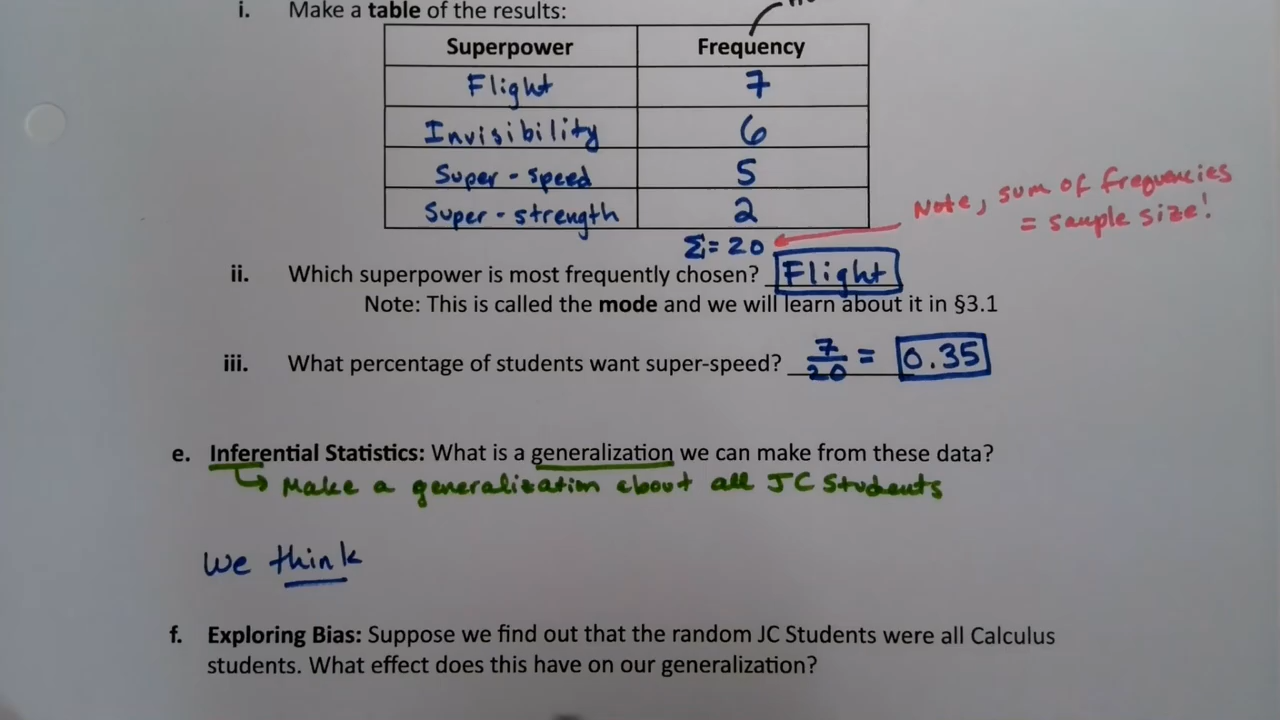 i. Make a table of the results:
Superpower Frequency
Flight 7
Invisibility 6
Super-speed 5
Super-strength 2
Σ = 20
Note, sum of frequencies
= sample size!
ii. Which superpower is most frequently chosen? Flight
Note: This is called the mode and we will learn about it in §3.1
iii. What percentage of students want super-speed? 7/20 = 0.35
e. Inferential Statistics: What is a generalization we can make from these data?
Make a generalization about all JC Students
We think
f. Exploring Bias: Suppose we find out that the random JC Students were all Calculus
students. What effect does this have on our generalization?